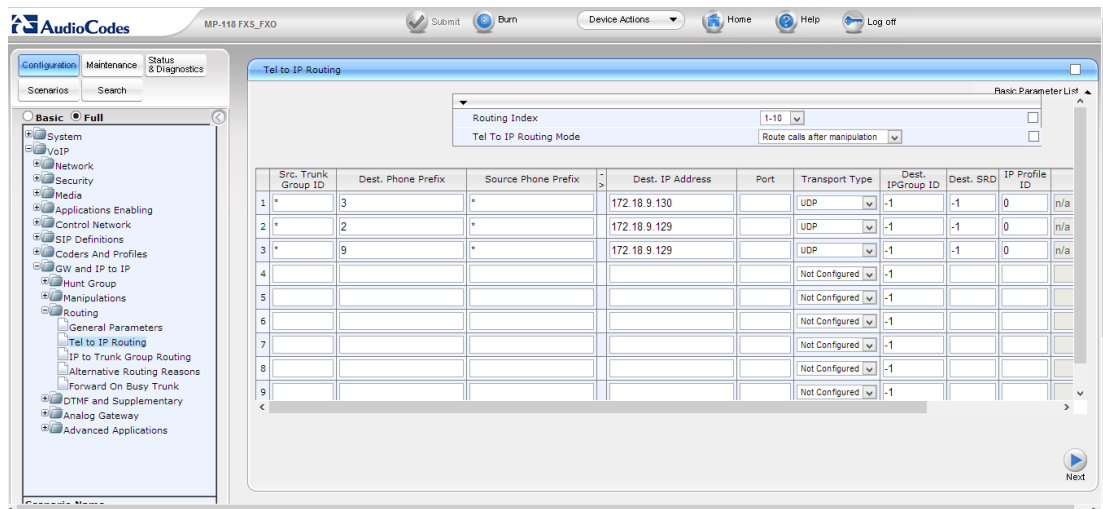 AudioCodes
MP-118 FXS_FXO
Submit
Burn
Device Actions
Home
Help
Log off
Configuration
Maintenance
Status
& Diagnostics
Scenarios
Search
Basic
Full
System
VoIP
Network
Security
Media
Applications Enabling
Control Network
SIP Definitions
Coders And Profiles
GW and IP to IP
Hunt Group
Manipulations
Routing
General Parameters
Tel to IP Routing
IP to Trunk Group Routing
Alternative Routing Reasons
Forward On Busy Trunk
DTMF and Supplementary
Analog Gateway
Advanced Applications
Tel to IP Routing
Basic Parameter List
Routing Index 1-10
Tel To IP Routing Mode Route calls after manipulation
Src. Trunk Group ID Dest. Phone Prefix Source Phone Prefix -> Dest. IP Address Port Transport Type Dest. IPGroup ID Dest. SRD IP Profile ID
1 * 3 * 172.18.9.130 UDP -1 -1 0 n/a
2 * 2 * 172.18.9.129 UDP -1 -1 0 n/a
3 * 9 * 172.18.9.129 UDP -1 -1 0 n/a
4 Not Configured -1
5 Not Configured -1
6 Not Configured -1
7 Not Configured -1
8 Not Configured -1
9 Not Configured -1
Next